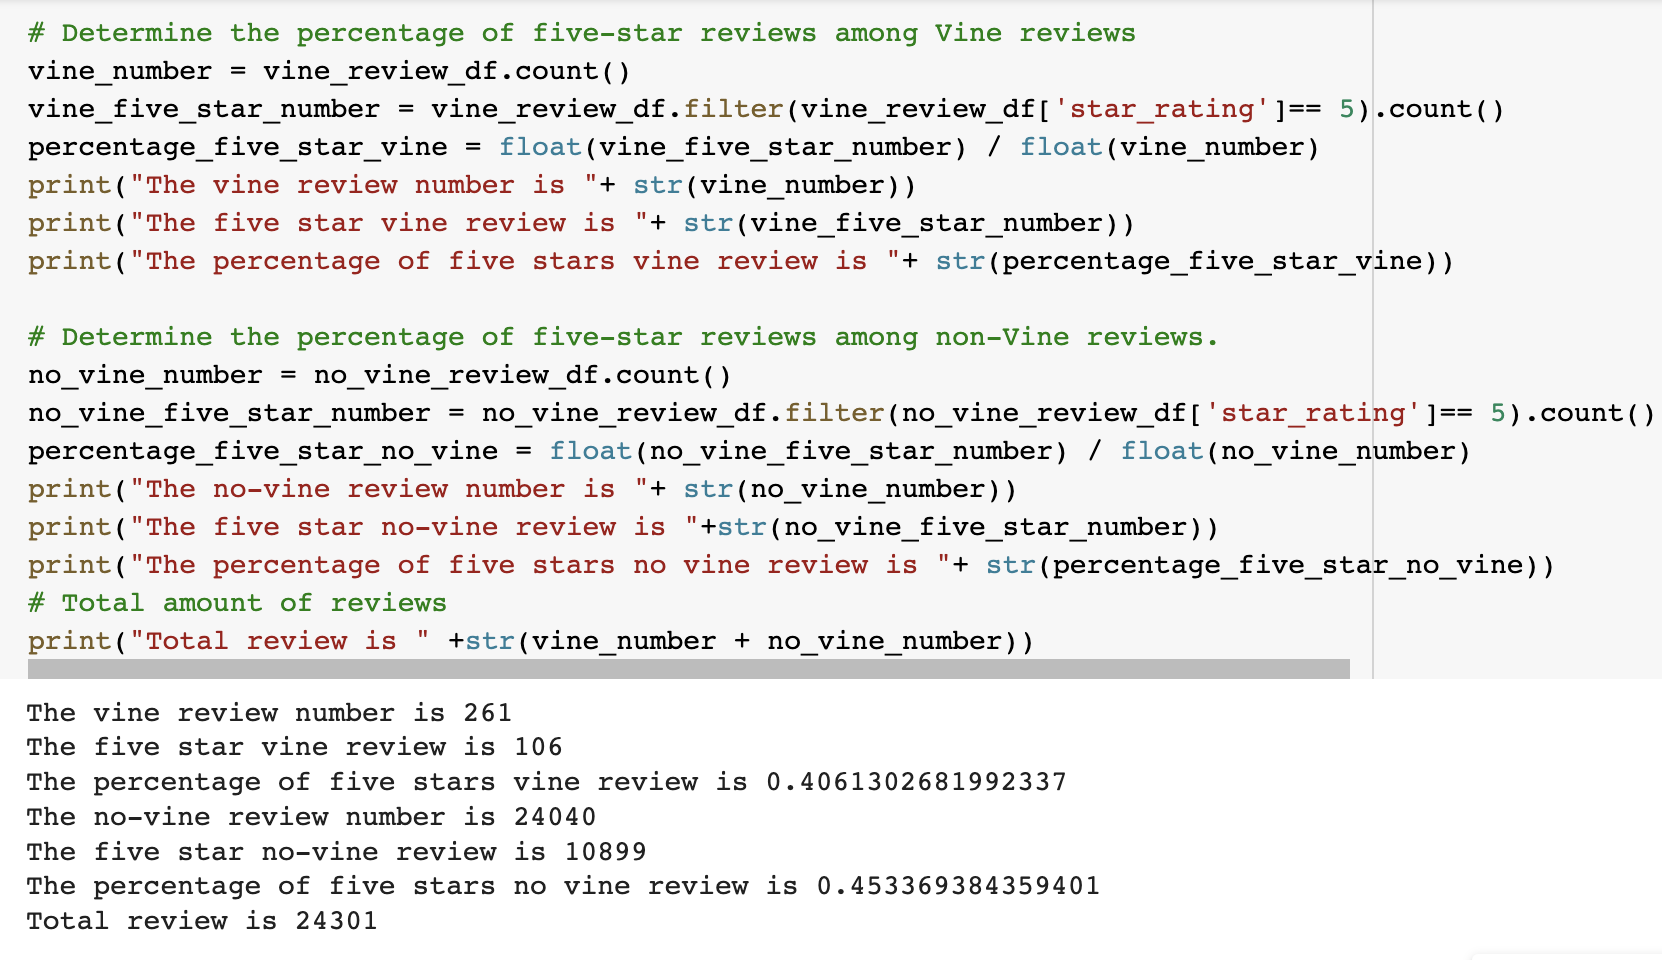 # Determine the percentage of five-star reviews among Vine reviews
vine_number = vine_review_df.count()
vine_five_star_number = vine_review_df.filter(vine_review_df['star_rating']== 5).count()
percentage_five_star_vine = float(vine_five_star_number) / float(vine_number)
print("The vine review number is "+ str(vine_number))
print("The five star vine review is "+ str(vine_five_star_number))
print("The percentage of five stars vine review is "+ str(percentage_five_star_vine))
# Determine the percentage of five-star reviews among non-Vine reviews.
no_vine_number = no_vine_review_df.count()
no_vine_five_star_number = no_vine_review_df.filter(no_vine_review_df['star_rating']== 5).count()
percentage_five_star_no_vine = float(no_vine_five_star_number) / float(no_vine_number)
print("The no-vine review number is "+ str(no_vine_number))
print("The five star no-vine review is "+str(no_vine_five_star_number))
print("The percentage of five stars no vine review is "+ str(percentage_five_star_no_vine))
# Total amount of reviews
print("Total review is " +str(vine_number + no_vine_number))
The vine review number is 261
The five star vine review is 106
The percentage of five stars vine review is 0.4061302681992337
The no-vine review number is 24040
The five star no-vine review is 10899
The percentage of five stars no vine review is 0.453369384359401
Total review is 24301